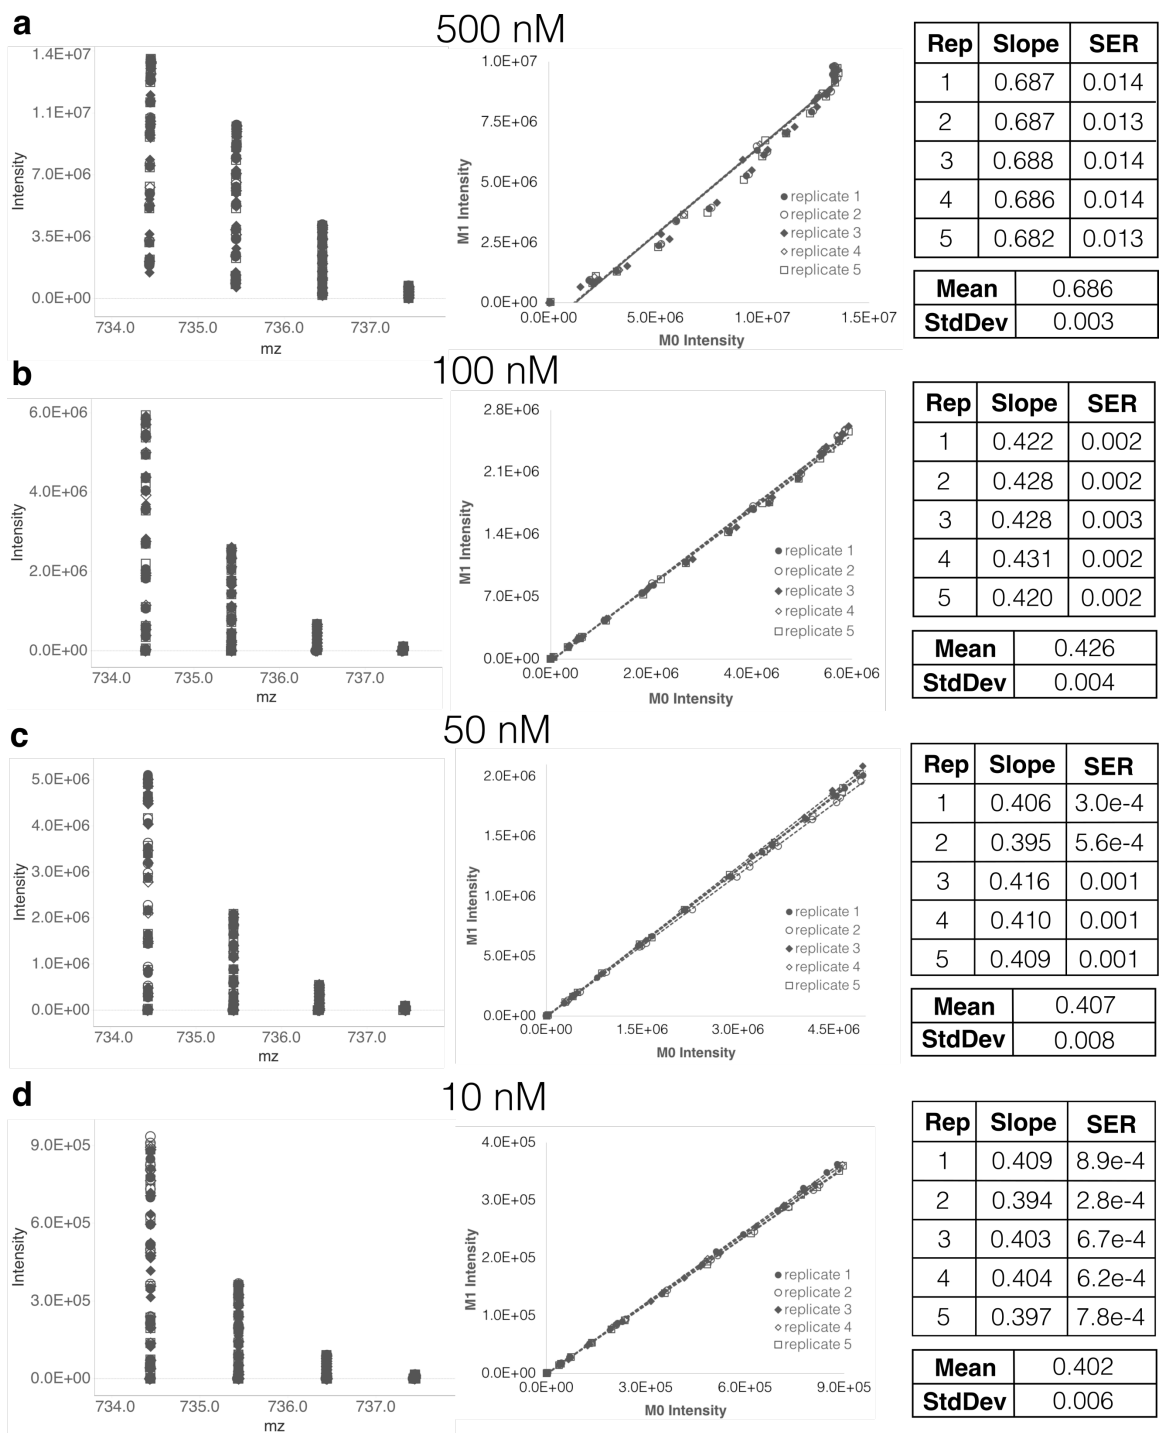 a
500 nM
1.4E+07
1.1E+07
7.0E+06
3.5E+06
0.0E+00
Intensity
734.0 735.0 736.0 737.0
mz
1.0E+07
7.5E+06
5.0E+06
2.5E+06
0.0E+00
M1 Intensity
replicate 1
replicate 2
replicate 3
replicate 4
replicate 5
0.0E+00 5.0E+06 1.0E+07 1.5E+07
M0 Intensity
Rep Slope SER
1 0.687 0.014
2 0.687 0.013
3 0.688 0.014
4 0.686 0.014
5 0.682 0.013
Mean 0.686
StdDev 0.003
b
100 nM
6.0E+06
4.0E+06
2.0E+06
0.0E+00
Intensity
734.0 735.0 736.0 737.0
mz
2.8E+06
2.1E+06
1.4E+06
7.0E+05
0.0E+00
M1 Intensity
replicate 1
replicate 2
replicate 3
replicate 4
replicate 5
0.0E+00 2.0E+06 4.0E+06 6.0E+06
M0 Intensity
Rep Slope SER
1 0.422 0.002
2 0.428 0.002
3 0.428 0.003
4 0.431 0.002
5 0.420 0.002
Mean 0.426
StdDev 0.004
c
50 nM
5.0E+06
4.0E+06
3.0E+06
2.0E+06
1.0E+06
0.0E+00
Intensity
734.0 735.0 736.0 737.0
mz
2.0E+06
1.5E+06
1.0E+06
5.0E+05
0.0E+00
M1 Intensity
replicate 1
replicate 2
replicate 3
replicate 4
replicate 5
0.0E+00 1.5E+06 3.0E+06 4.5E+06
M0 Intensity
Rep Slope SER
1 0.406 3.0e-4
2 0.395 5.6e-4
3 0.416 0.001
4 0.410 0.001
5 0.409 0.001
Mean 0.407
StdDev 0.008
d
10 nM
9.0E+05
6.0E+05
3.0E+05
0.0E+00
Intensity
734.0 735.0 736.0 737.0
mz
4.0E+05
3.0E+05
2.0E+05
1.0E+05
0.0E+00
M1 Intensity
replicate 1
replicate 2
replicate 3
replicate 4
replicate 5
0.0E+00 3.0E+05 6.0E+05 9.0E+05
M0 Intensity
Rep Slope SER
1 0.409 8.9e-4
2 0.394 2.8e-4
3 0.403 6.7e-4
4 0.404 6.2e-4
5 0.397 7.8e-4
Mean 0.402
StdDev 0.006